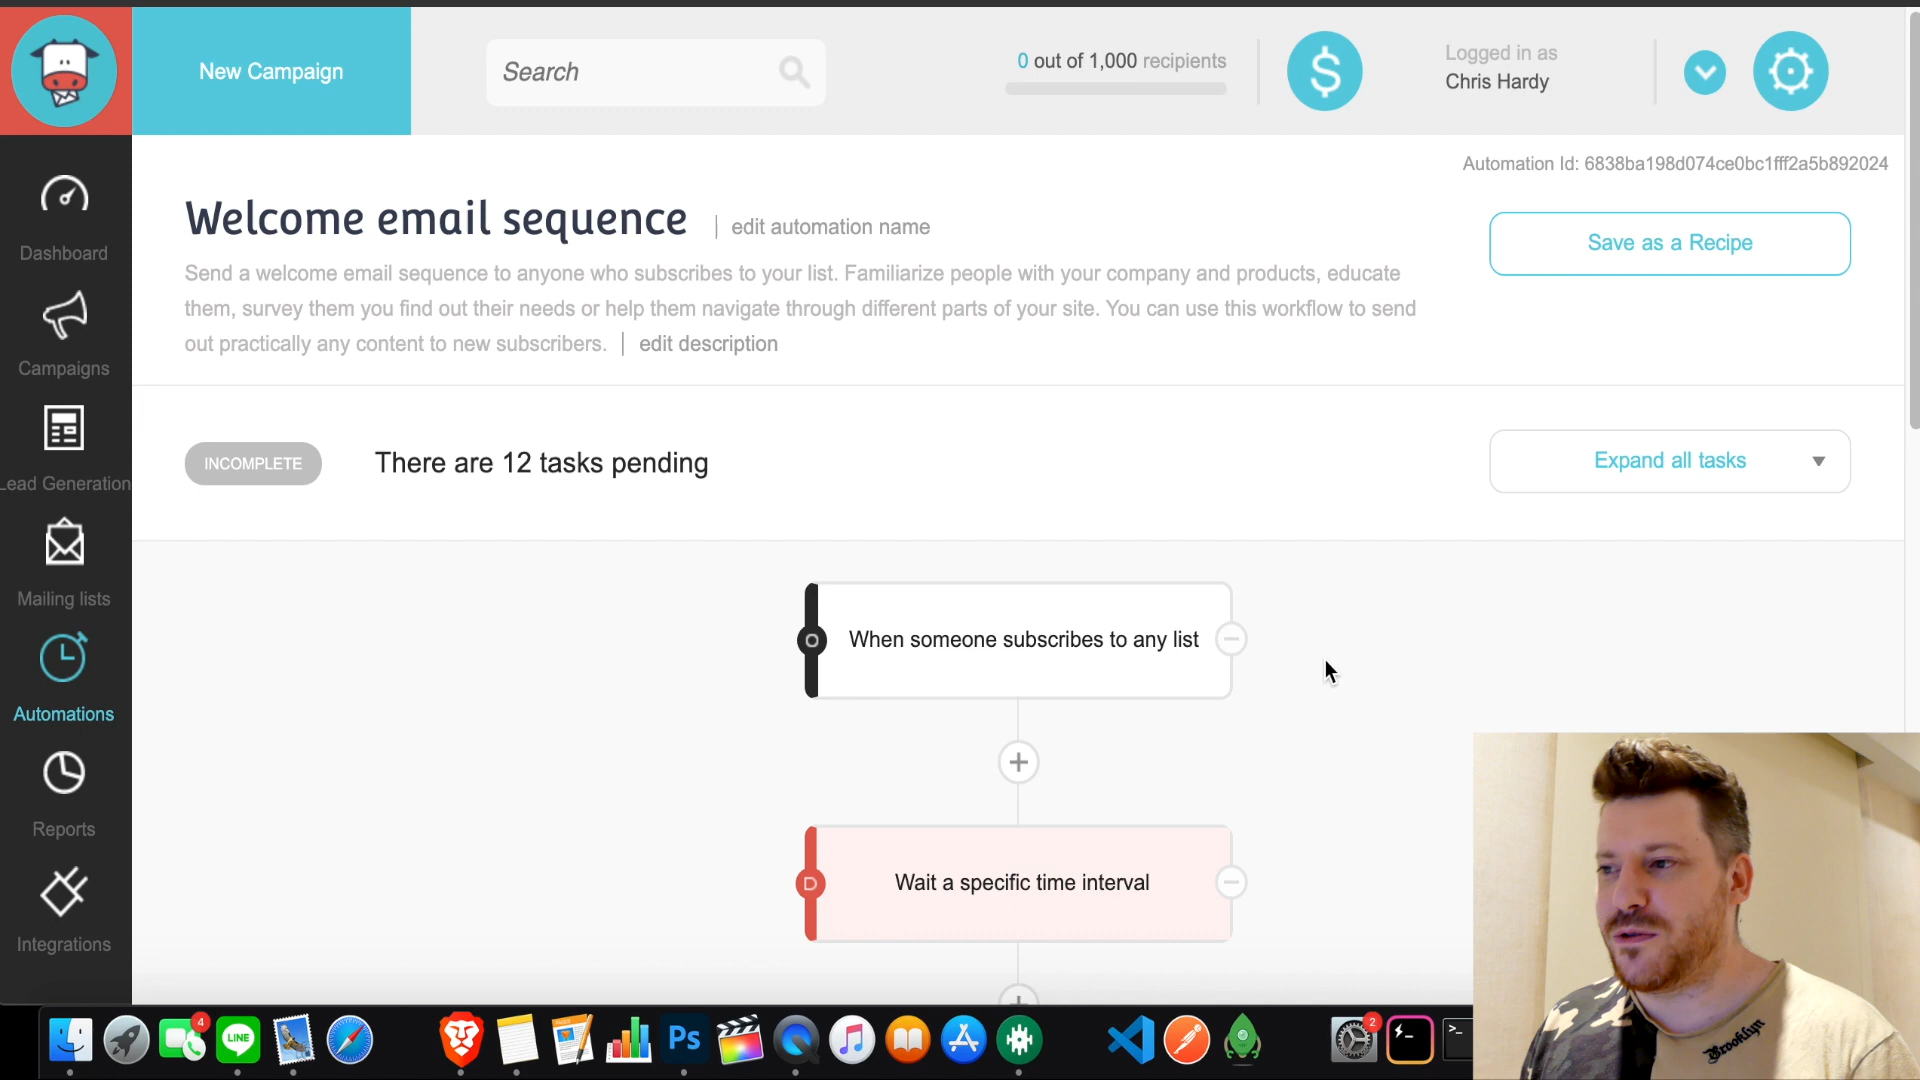 New Campaign
Search
0 out of 1,000 recipients
$
Logged in as
Chris Hardy
Automation Id: 6838ba198d074ce0bc1fff2a5b892024
Welcome email sequence | edit automation name
Save as a Recipe
Send a welcome email sequence to anyone who subscribes to your list. Familiarize people with your company and products, educate
them, survey them you find out their needs or help them navigate through different parts of your site. You can use this workflow to send
out practically any content to new subscribers. | edit description
INCOMPLETE
There are 12 tasks pending
Expand all tasks
Dashboard
Campaigns
Lead Generation
Mailing lists
Automations
Reports
Integrations
O
When someone subscribes to any list
D
Wait a specific time interval
4
LINE
Ps
2
Brooklyn